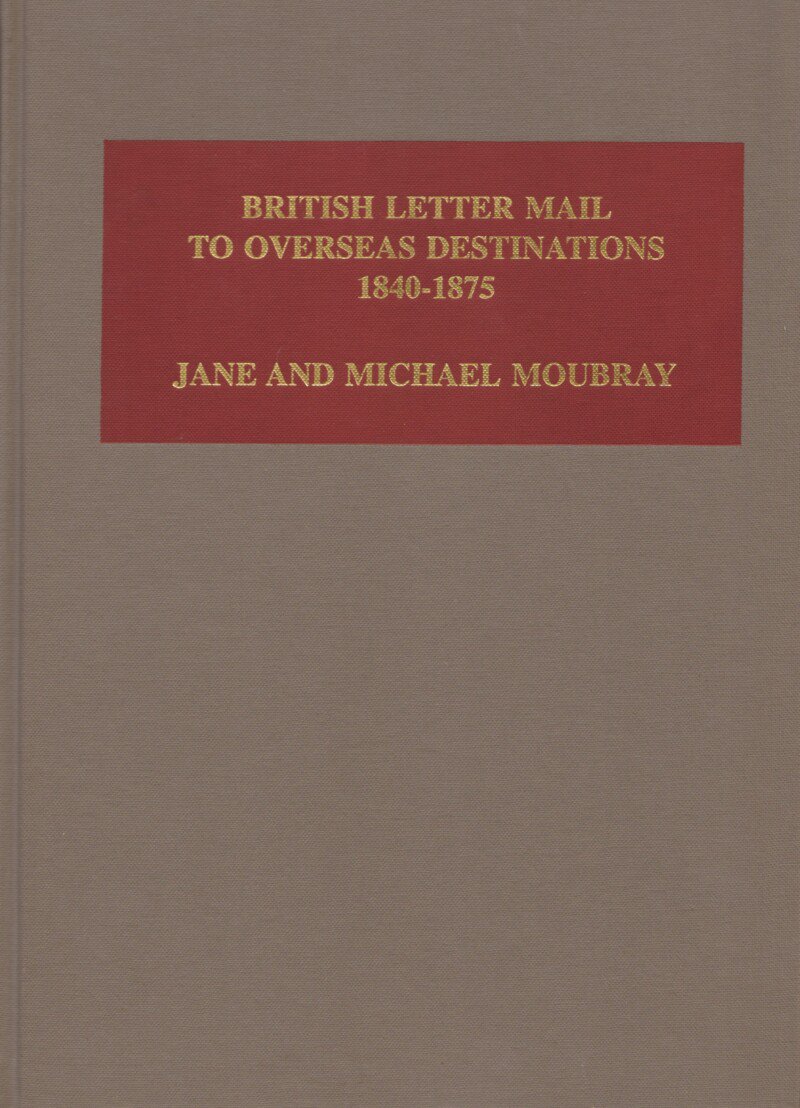 BRITISH LETTER MAIL
TO OVERSEAS DESTINATIONS
1840-1875
JANE AND MICHAEL MOUBRAY